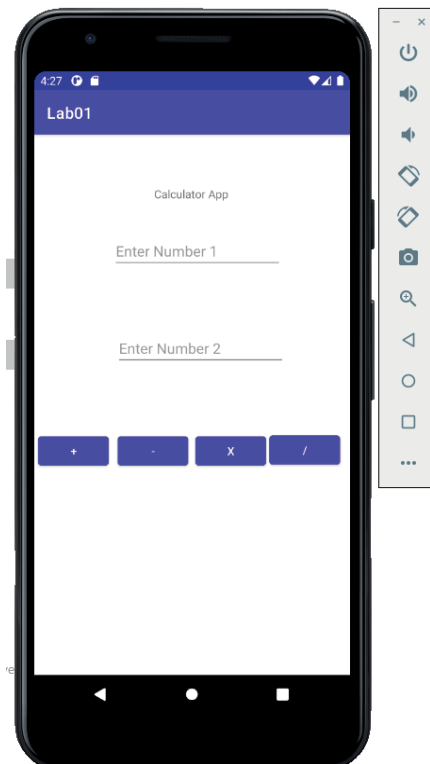 4:27
Lab01
Calculator App
Enter Number 1
Enter Number 2
+ - X /